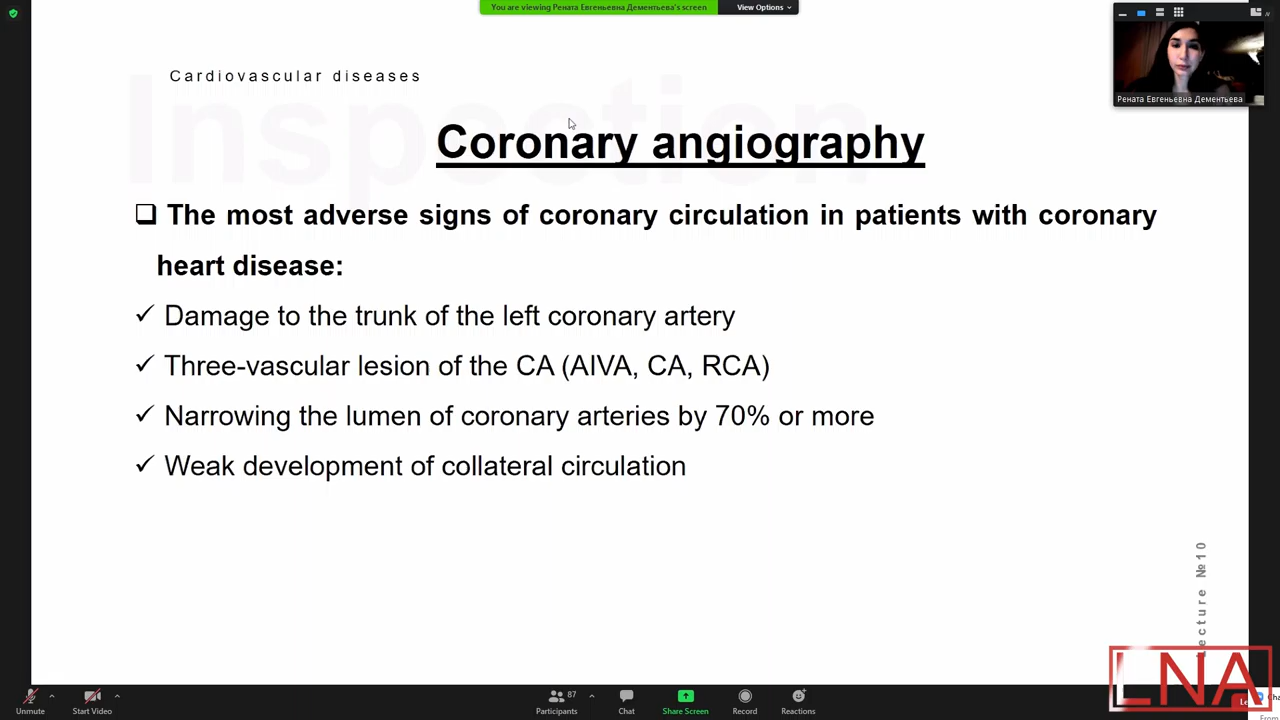 You are viewing Рената Евгеньевна Дементьева's screen
View Options
Рената Евгеньевна Дементьева
Cardiovascular diseases
Inspection
Coronary angiography
❑ The most adverse signs of coronary circulation in patients with coronary
heart disease:
✓ Damage to the trunk of the left coronary artery
✓ Three-vascular lesion of the CA (AIVA, CA, RCA)
✓ Narrowing the lumen of coronary arteries by 70% or more
✓ Weak development of collateral circulation
Lecture №10
LNA
Unmute
Start Video
87
Participants
Chat
Share Screen
Record
Reactions
From